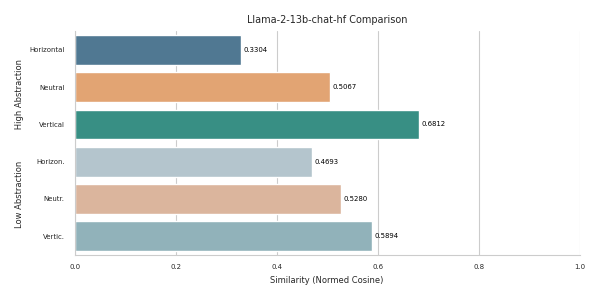 Llama-2-13b-chat-hf Comparison
High Abstraction
Horizontal
0.3304
Neutral
0.5067
Vertical
0.6812
Low Abstraction
Horizon.
0.4693
Neutr.
0.5280
Vertic.
0.5894
0.0 0.2 0.4 0.6 0.8 1.0
Similarity (Normed Cosine)